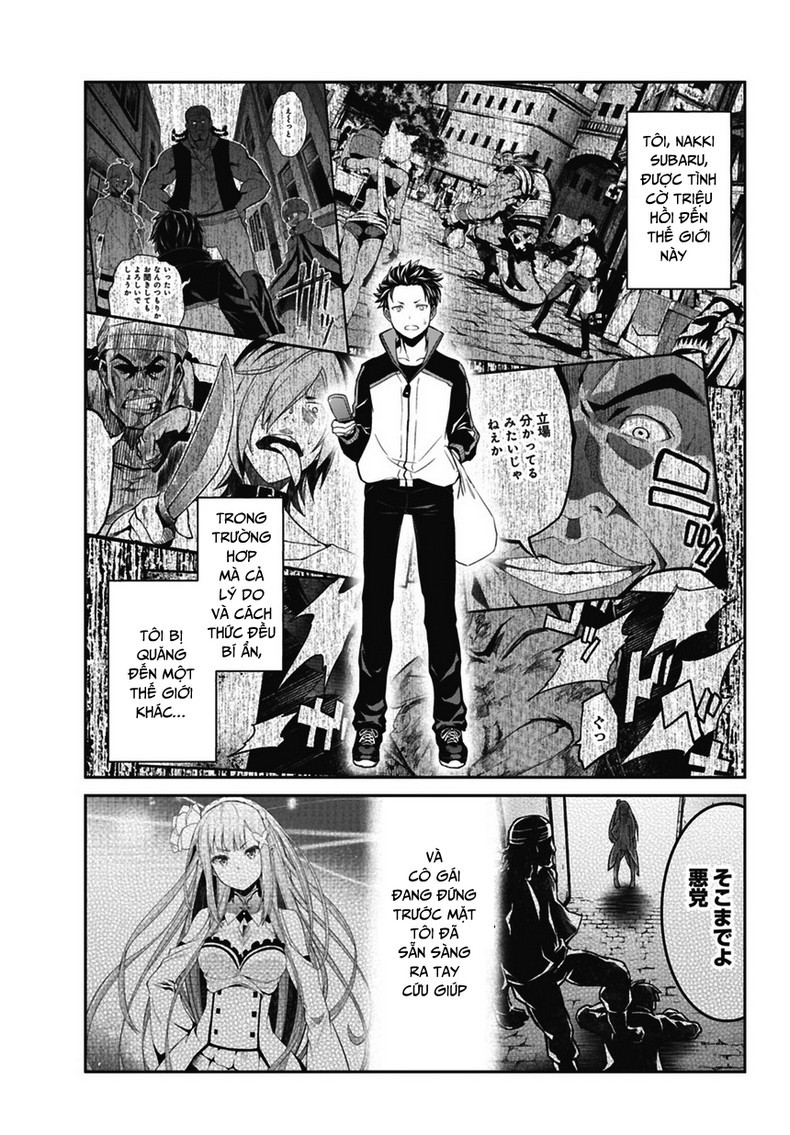 TÔI, NAKKI
SUBARU,
ĐƯỢC TÌNH
CỜ TRIỆU
HỒI ĐẾN
THẾ GIỚI
NÀY
えーっと
いったい
なんのつもりか
お聞きしても
よろしいで
しょうか
立場
分かってる
みたいじゃ
ねぇか
TRONG
TRƯỜNG
HƠP
MÀ CẢ
LÝ DO
VÀ CÁCH
THỨC ĐỀU
BÍ ẨN,
TÔI BỊ
QUĂNG
ĐẾN MỘT
THẾ GIỚI
KHÁC...
ぐっ
そこまでよ
悪党
VÀ
CÔ GÁI
ĐANG ĐỨNG
TRƯỚC MẶT
TÔI ĐÃ
SẴN SÀNG
RA TAY
CỨU GIÚP